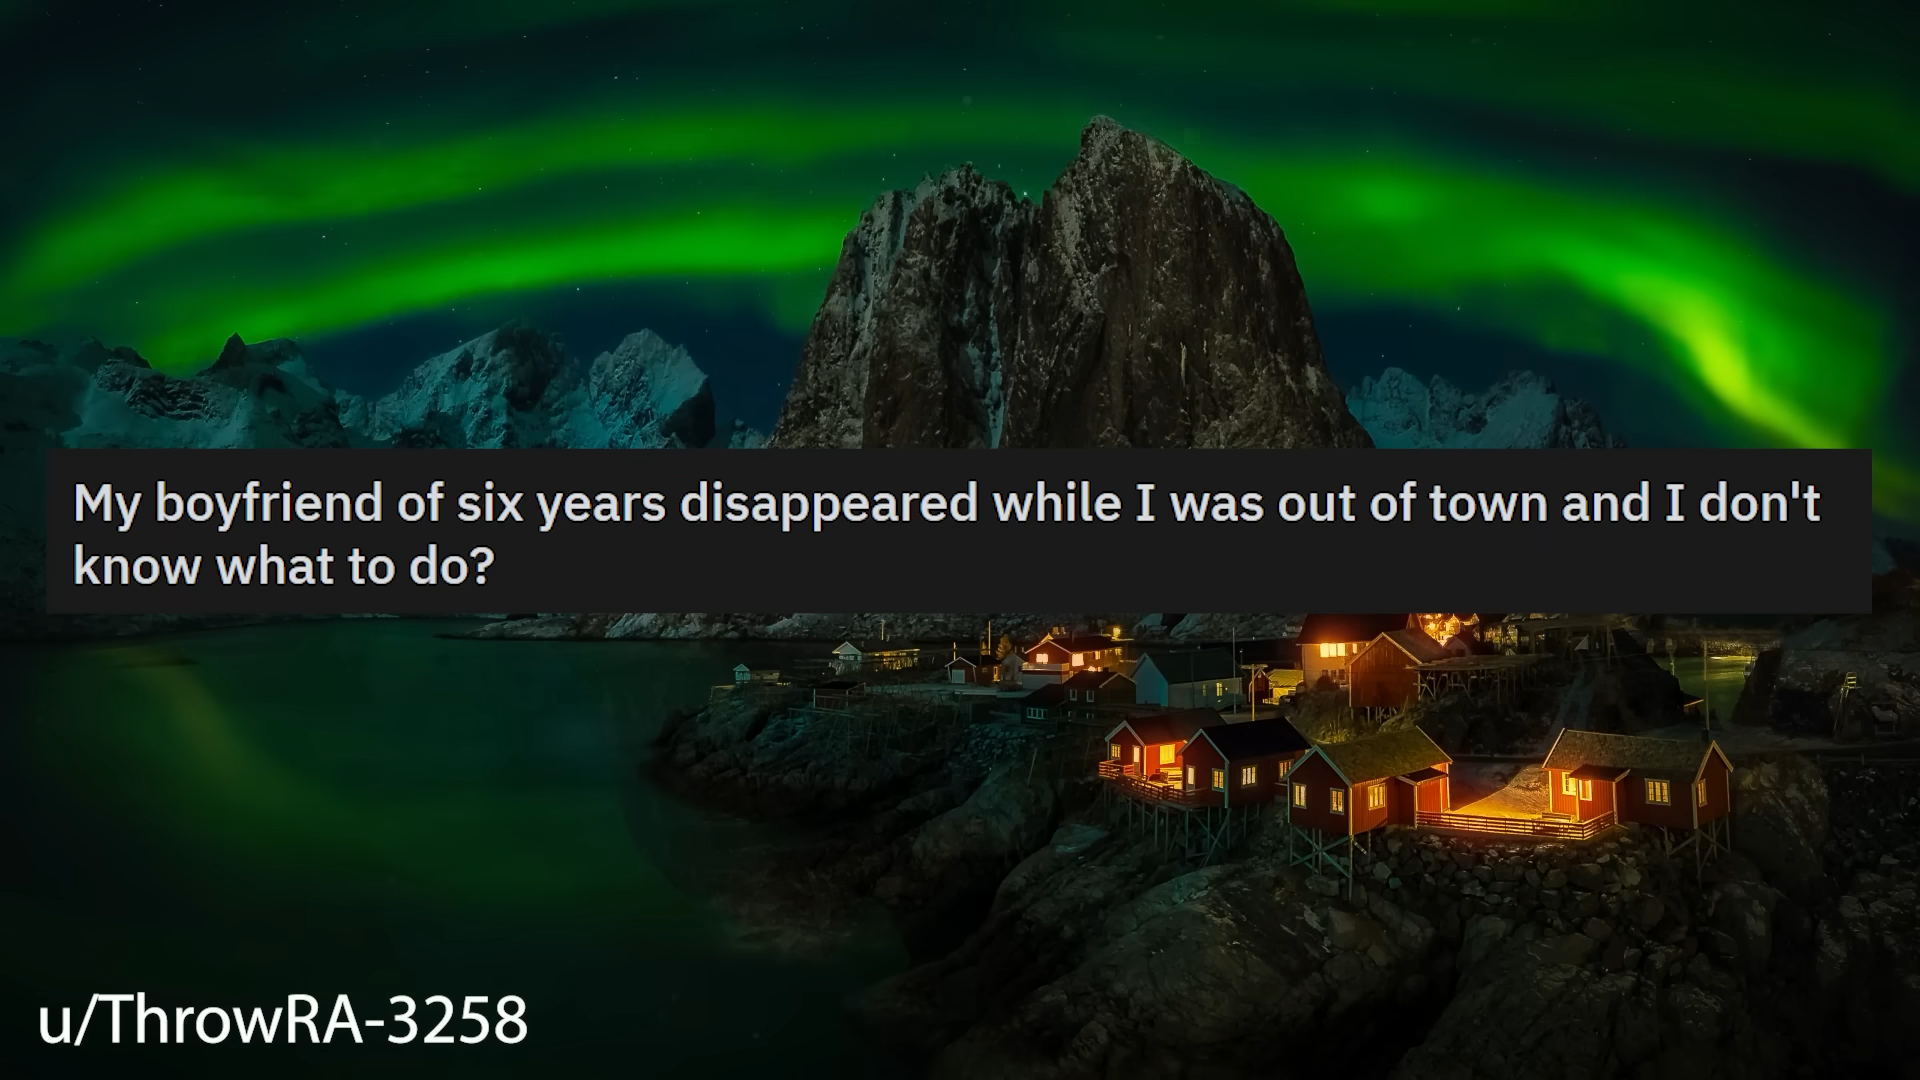 My boyfriend of six years disappeared while I was out of town and I don't
know what to do?
u/ThrowRA-3258